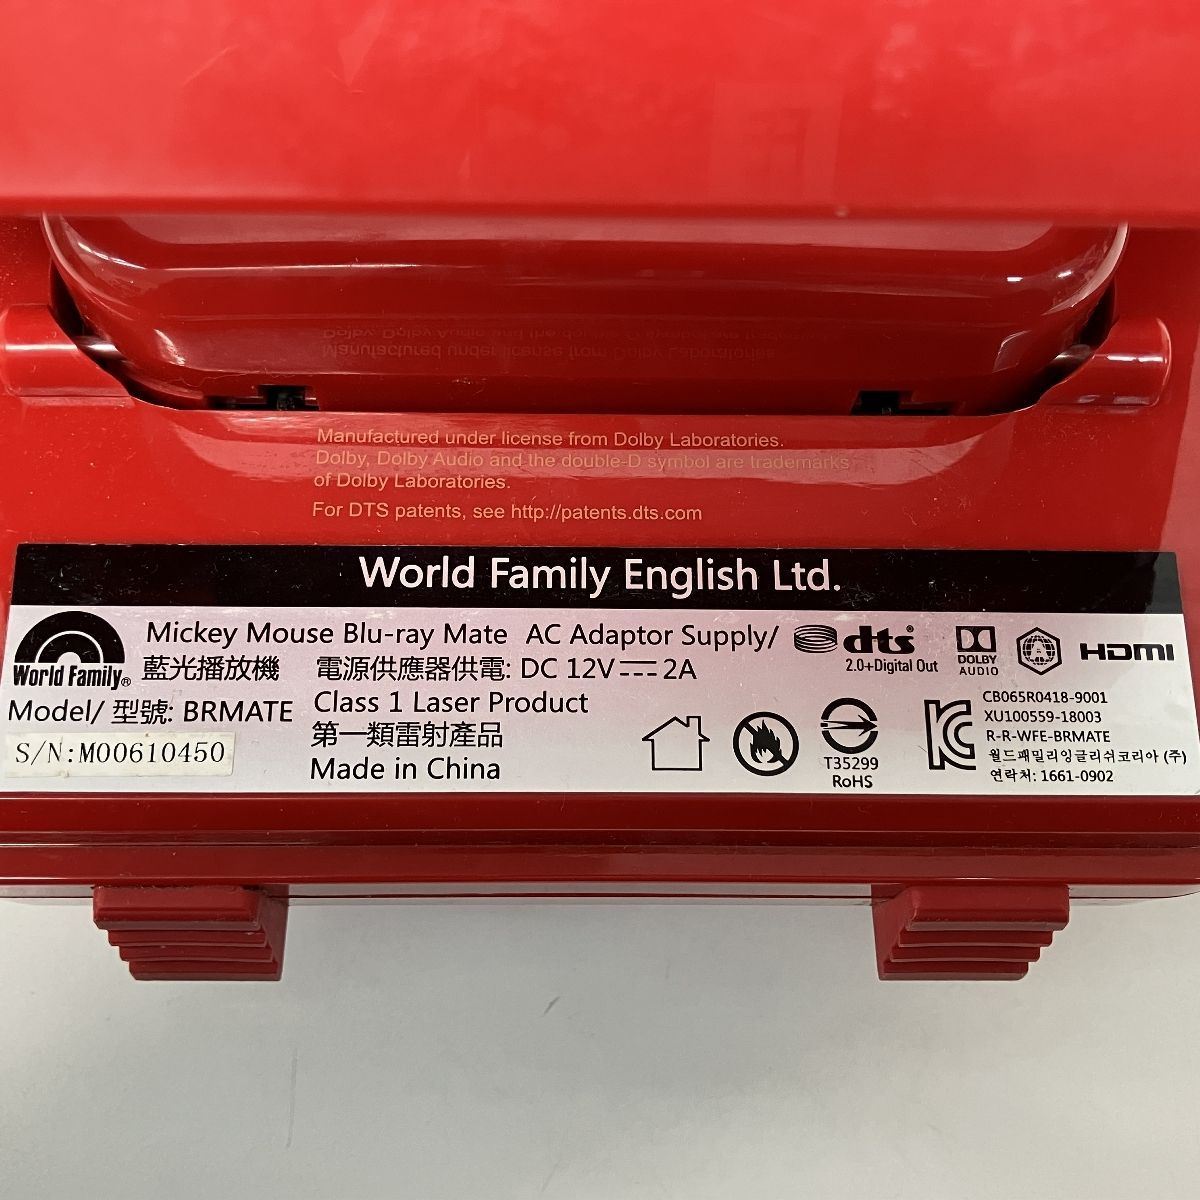 Manufactured under license from Dolby Laboratories.
Dolby, Dolby Audio and the double-D symbol are trademarks
of Dolby Laboratories.
For DTS patents, see http://patents.dts.com
World Family English Ltd.
World Family®
Mickey Mouse Blu-ray Mate
藍光播放機
Model/ 型號: BRMATE
S/N:M00610450
AC Adaptor Supply/
電源供應器供電: DC 12V⎓2A
Class 1 Laser Product
第一類雷射產品
Made in China
dts®
2.0+Digital Out
DOLBY
AUDIO
HDMI
T35299
RoHS
CB065R0418-9001
XU100559-18003
R-R-WFE-BRMATE
월드패밀리잉글리쉬코리아 (주)
연락처: 1661-0902